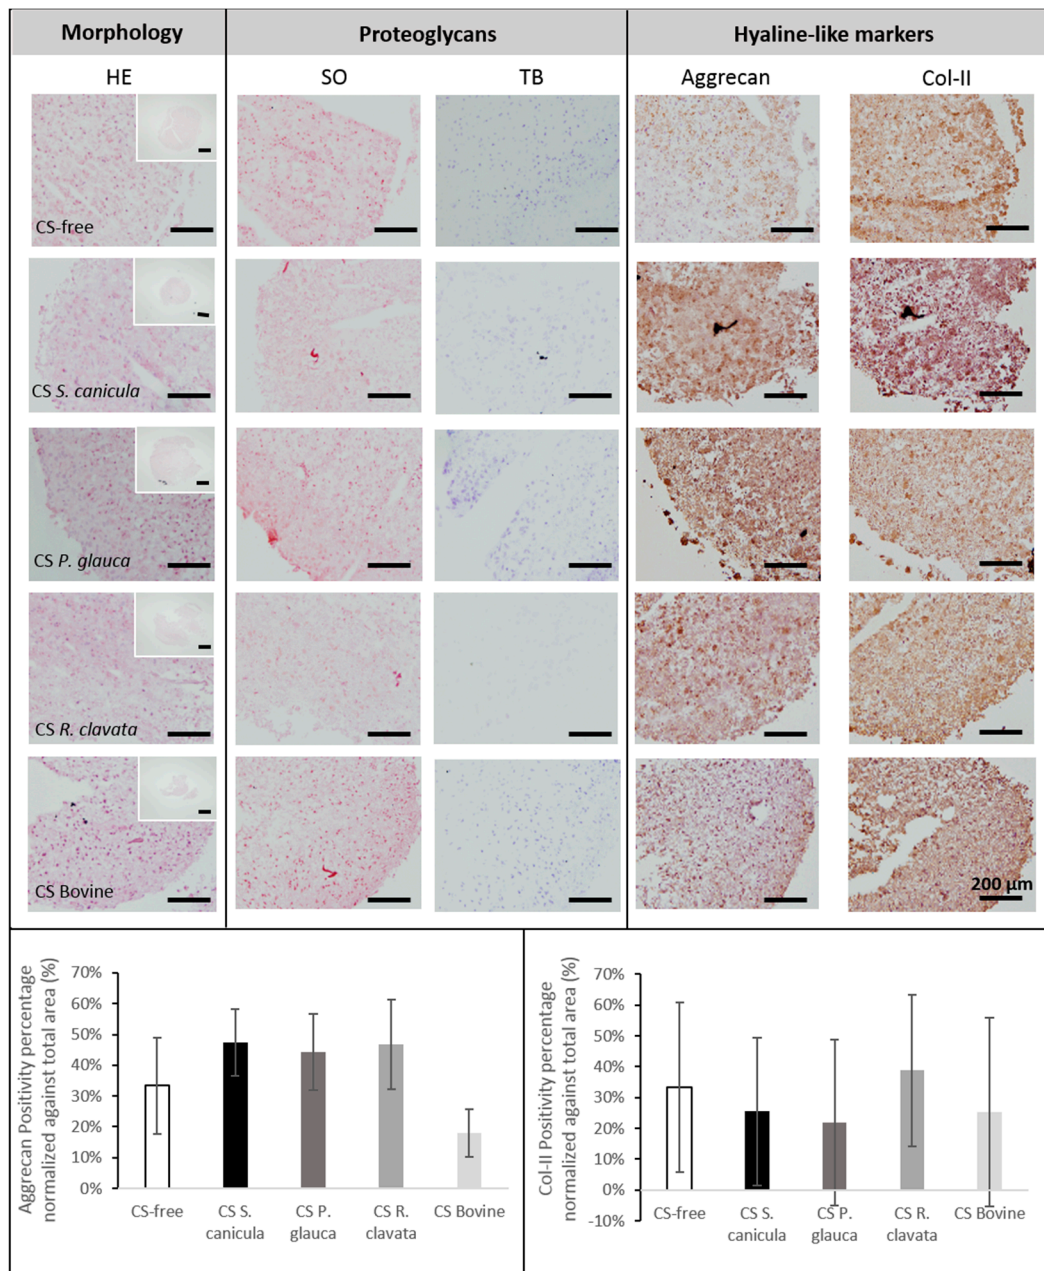 Morphology
Proteoglycans
Hyaline-like markers
HE
SO
TB
Aggrecan
Col-II
CS-free
CS S. canicula
CS P. glauca
CS R. clavata
CS Bovine
200 µm
Aggrecan Positivity percentage
normalized against total area (%)
70%
60%
50%
40%
30%
20%
10%
0%
CS-free
CS S.
canicula
CS P.
glauca
CS R.
clavata
CS Bovine
Col-II Positivity percentage
normalized against total area (%)
70%
60%
50%
40%
30%
20%
10%
0%
-10%
CS-free
CS S.
canicula
CS P.
glauca
CS R.
clavata
CS Bovine